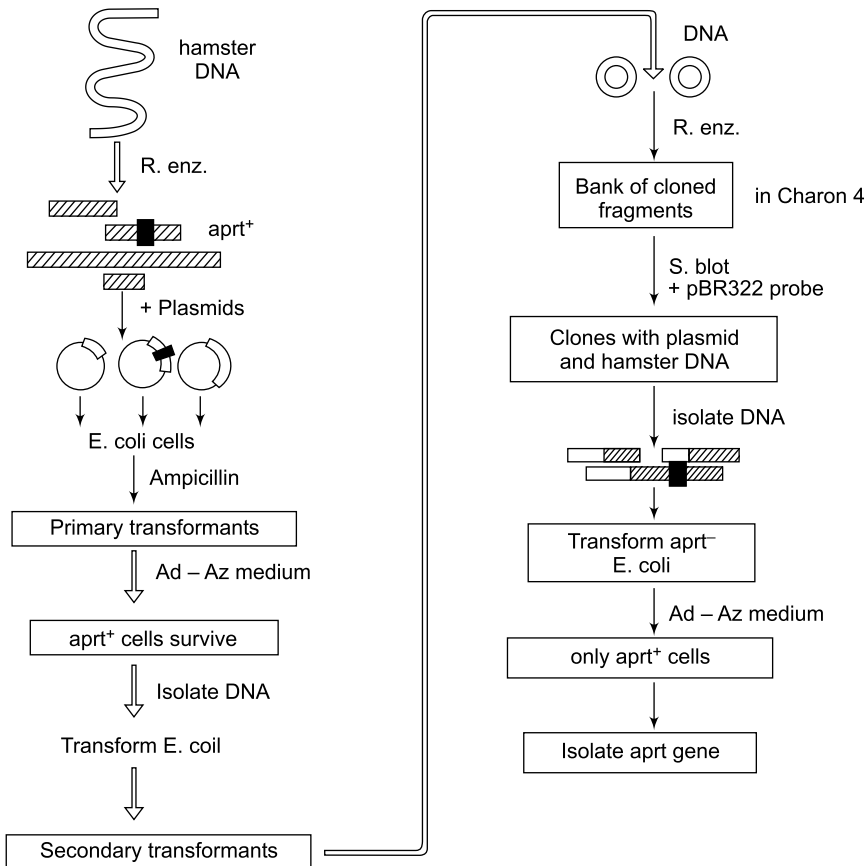 hamster
DNA
R. enz.
aprt⁺
+ Plasmids
E. coli cells
Ampicillin
Primary transformants
Ad – Az medium
aprt⁺ cells survive
Isolate DNA
Transform E. coil
Secondary transformants
DNA
R. enz.
Bank of cloned
fragments
in Charon 4
S. blot
+ pBR322 probe
Clones with plasmid
and hamster DNA
isolate DNA
Transform aprt⁻
E. coli
Ad – Az medium
only aprt⁺ cells
Isolate aprt gene